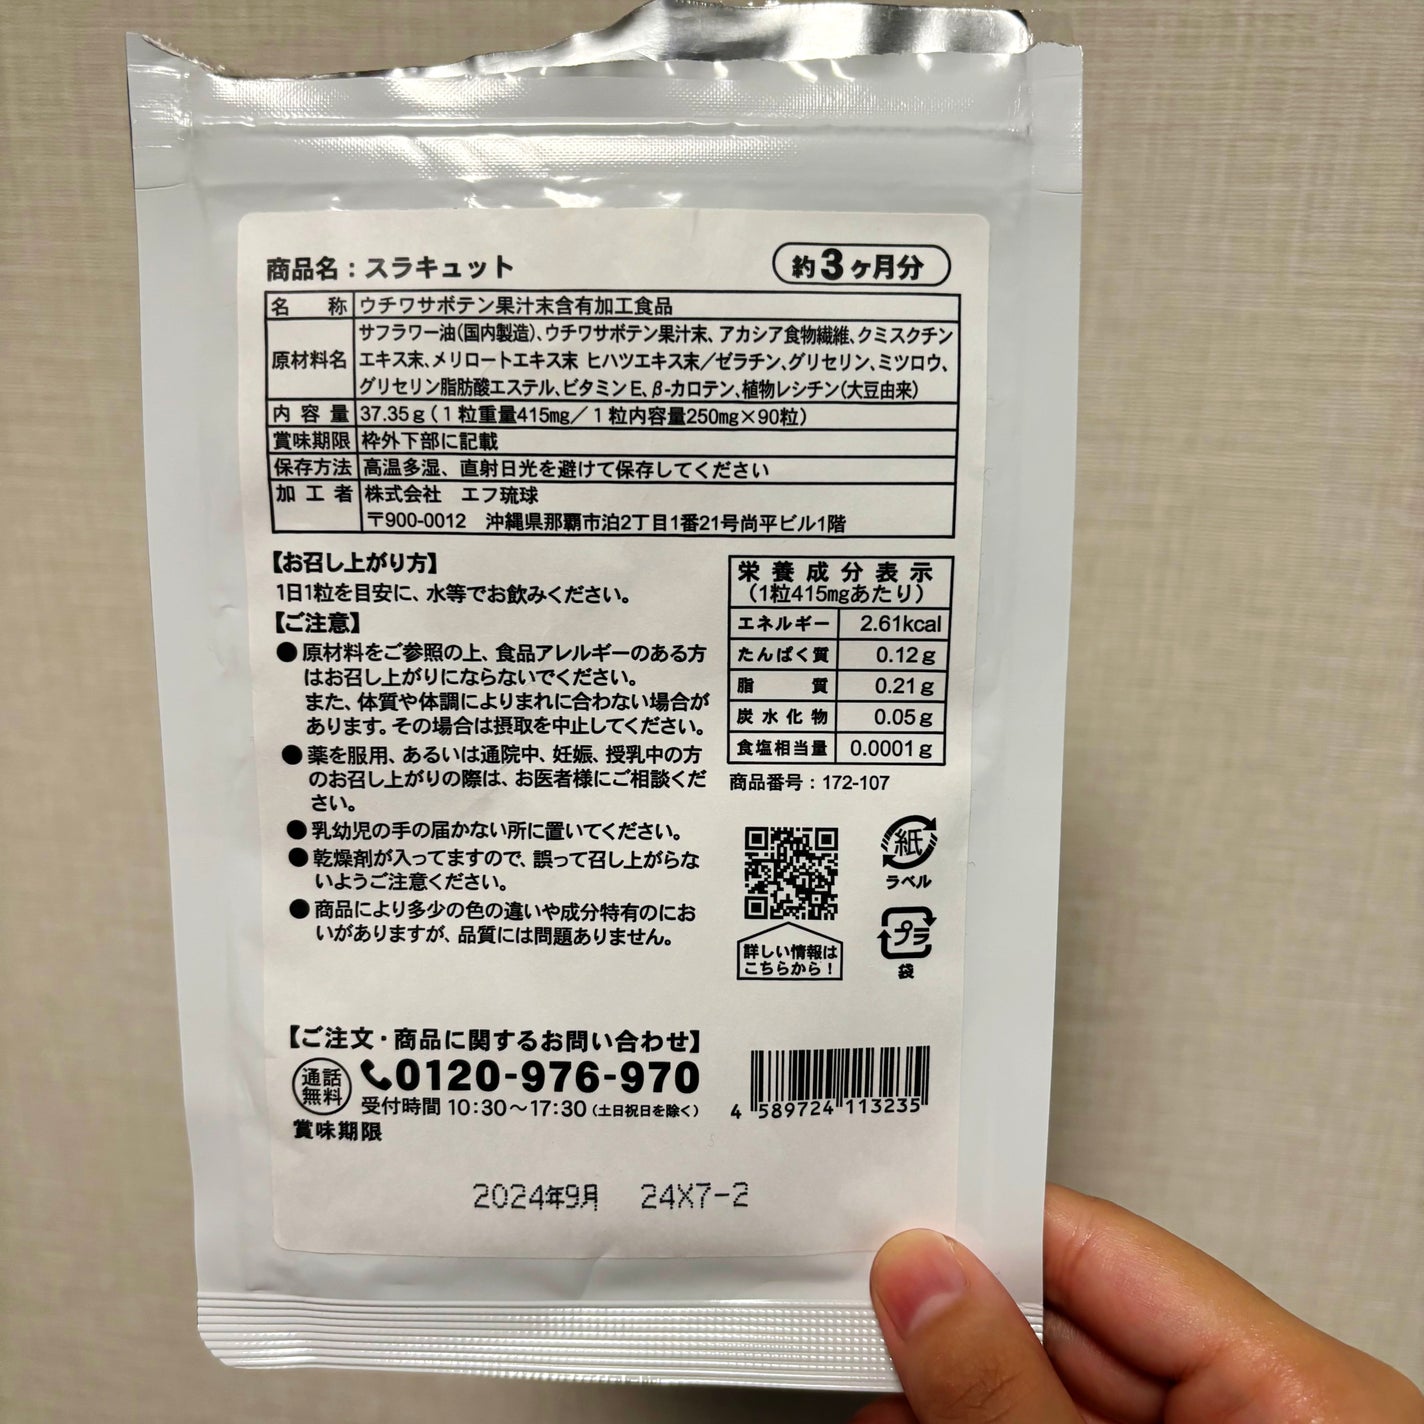 商品名：スラキュット
約3ヶ月分
名　称 ウチワサボテン果汁末含有加工食品
原材料名 サフラワー油（国内製造）、ウチワサボテン果汁末、アカシア食物繊維、クミスクチン
エキス末、メリロートエキス末 ヒハツエキス末／ゼラチン、グリセリン、ミツロウ、
グリセリン脂肪酸エステル、ビタミンE、β-カロテン、植物レシチン（大豆由来）
内容量 37.35g（1粒重量415mg／1粒内容量250mg×90粒）
賞味期限 枠外下部に記載
保存方法 高温多湿、直射日光を避けて保存してください
加工者 株式会社　エフ琉球
〒900-0012　沖縄県那覇市泊2丁目1番21号尚平ビル1階
【お召し上がり方】
1日1粒を目安に、水等でお飲みください。
【ご注意】
●原材料をご参照の上、食品アレルギーのある方
はお召し上がりにならないでください。
また、体質や体調によりまれに合わない場合が
あります。その場合は摂取を中止してください。
●薬を服用、あるいは通院中、妊娠、授乳中の方
のお召し上がりの際は、お医者様にご相談くだ
さい。
●乳幼児の手の届かない所に置いてください。
●乾燥剤が入ってますので、誤って召し上がらな
いようご注意ください。
●商品により多少の色の違いや成分特有のにお
いがありますが、品質には問題ありません。
栄養成分表示
（1粒415mgあたり）
エネルギー 2.61kcal
たんぱく質 0.12g
脂質 0.21g
炭水化物 0.05g
食塩相当量 0.0001g
商品番号：172-107
紙
ラベル
プラ
袋
詳しい情報は
こちらから！
【ご注文・商品に関するお問い合わせ】
通話
無料
0120-976-970
受付時間 10:30〜17:30（土日祝日を除く）
4 589724 113235
賞味期限
2024年9月　24X7-2